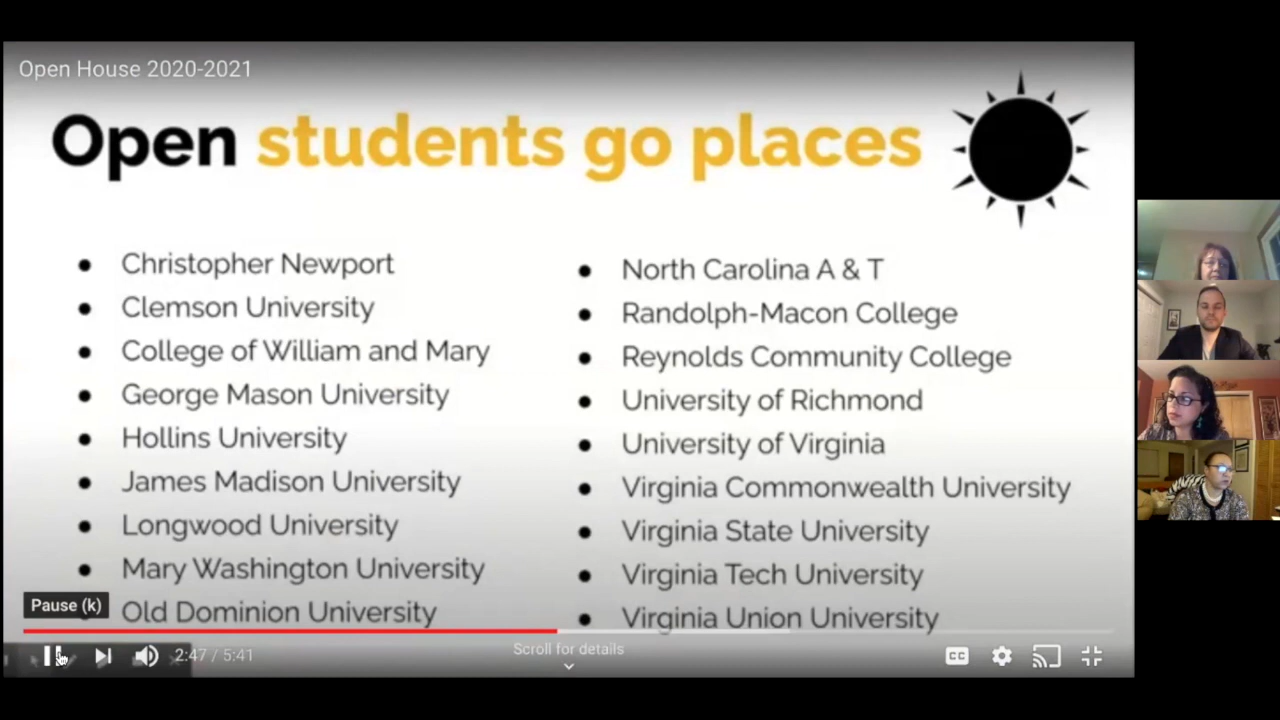 Open House 2020-2021
Open students go places
Christopher Newport
Clemson University
College of William and Mary
George Mason University
Hollins University
James Madison University
Longwood University
Mary Washington University
Old Dominion University
North Carolina A & T
Randolph-Macon College
Reynolds Community College
University of Richmond
University of Virginia
Virginia Commonwealth University
Virginia State University
Virginia Tech University
Virginia Union University
Pause (k)
2:47 / 5:41
Scroll for details
CC